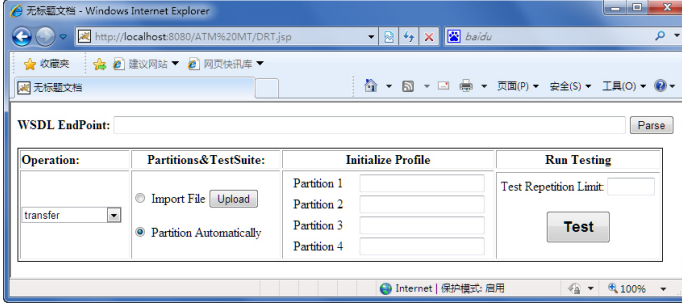 无标题文档 - Windows Internet Explorer
http://localhost:8080/ATM%20MT/DRT.jsp
baidu
收藏夹 建议网站 网页快讯库
无标题文档 页面(P) 安全(S) 工具(O)
WSDL EndPoint: Parse
Operation: Partitions&TestSuite: Initialize Profile Run Testing
transfer
Import File Upload
Partition Automatically
Partition 1
Partition 2
Partition 3
Partition 4
Test Repetition Limit:
Test
Internet | 保护模式: 启用 100%